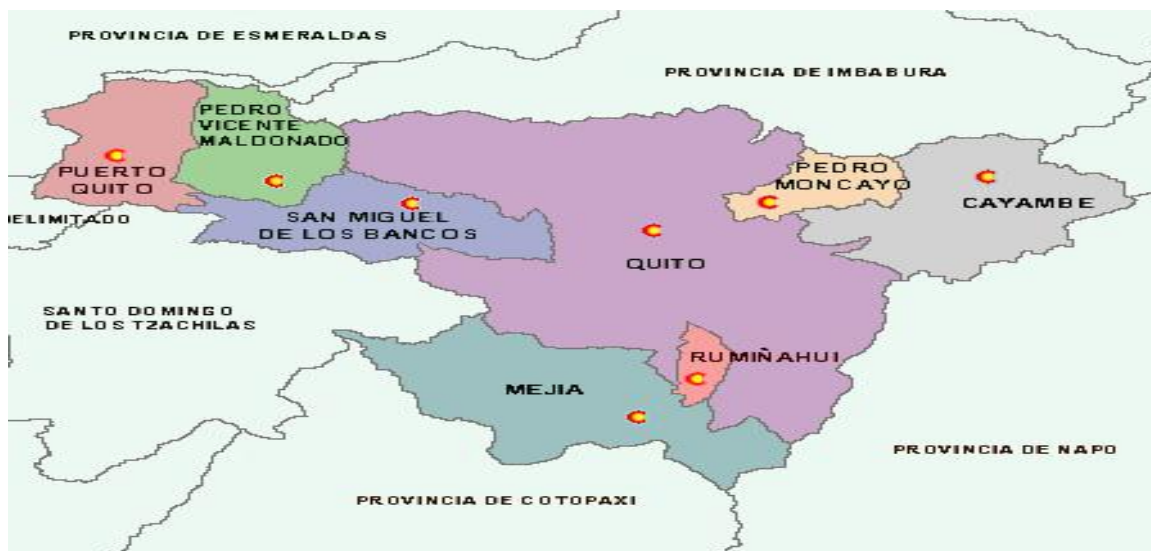 PROVINCIA DE ESMERALDAS
PROVINCIA DE IMBABURA
PEDRO
VICENTE
MALDONADO
PUERTO
QUITO
PEDRO
MONCAYO
CAYAMBE
DELIMITADO
SAN MIGUEL
DE LOS BANCOS
QUITO
SANTO DOMINGO
DE LOS TZACHILAS
RUMIÑAHUI
MEJIA
PROVINCIA DE NAPO
PROVINCIA DE COTOPAXI